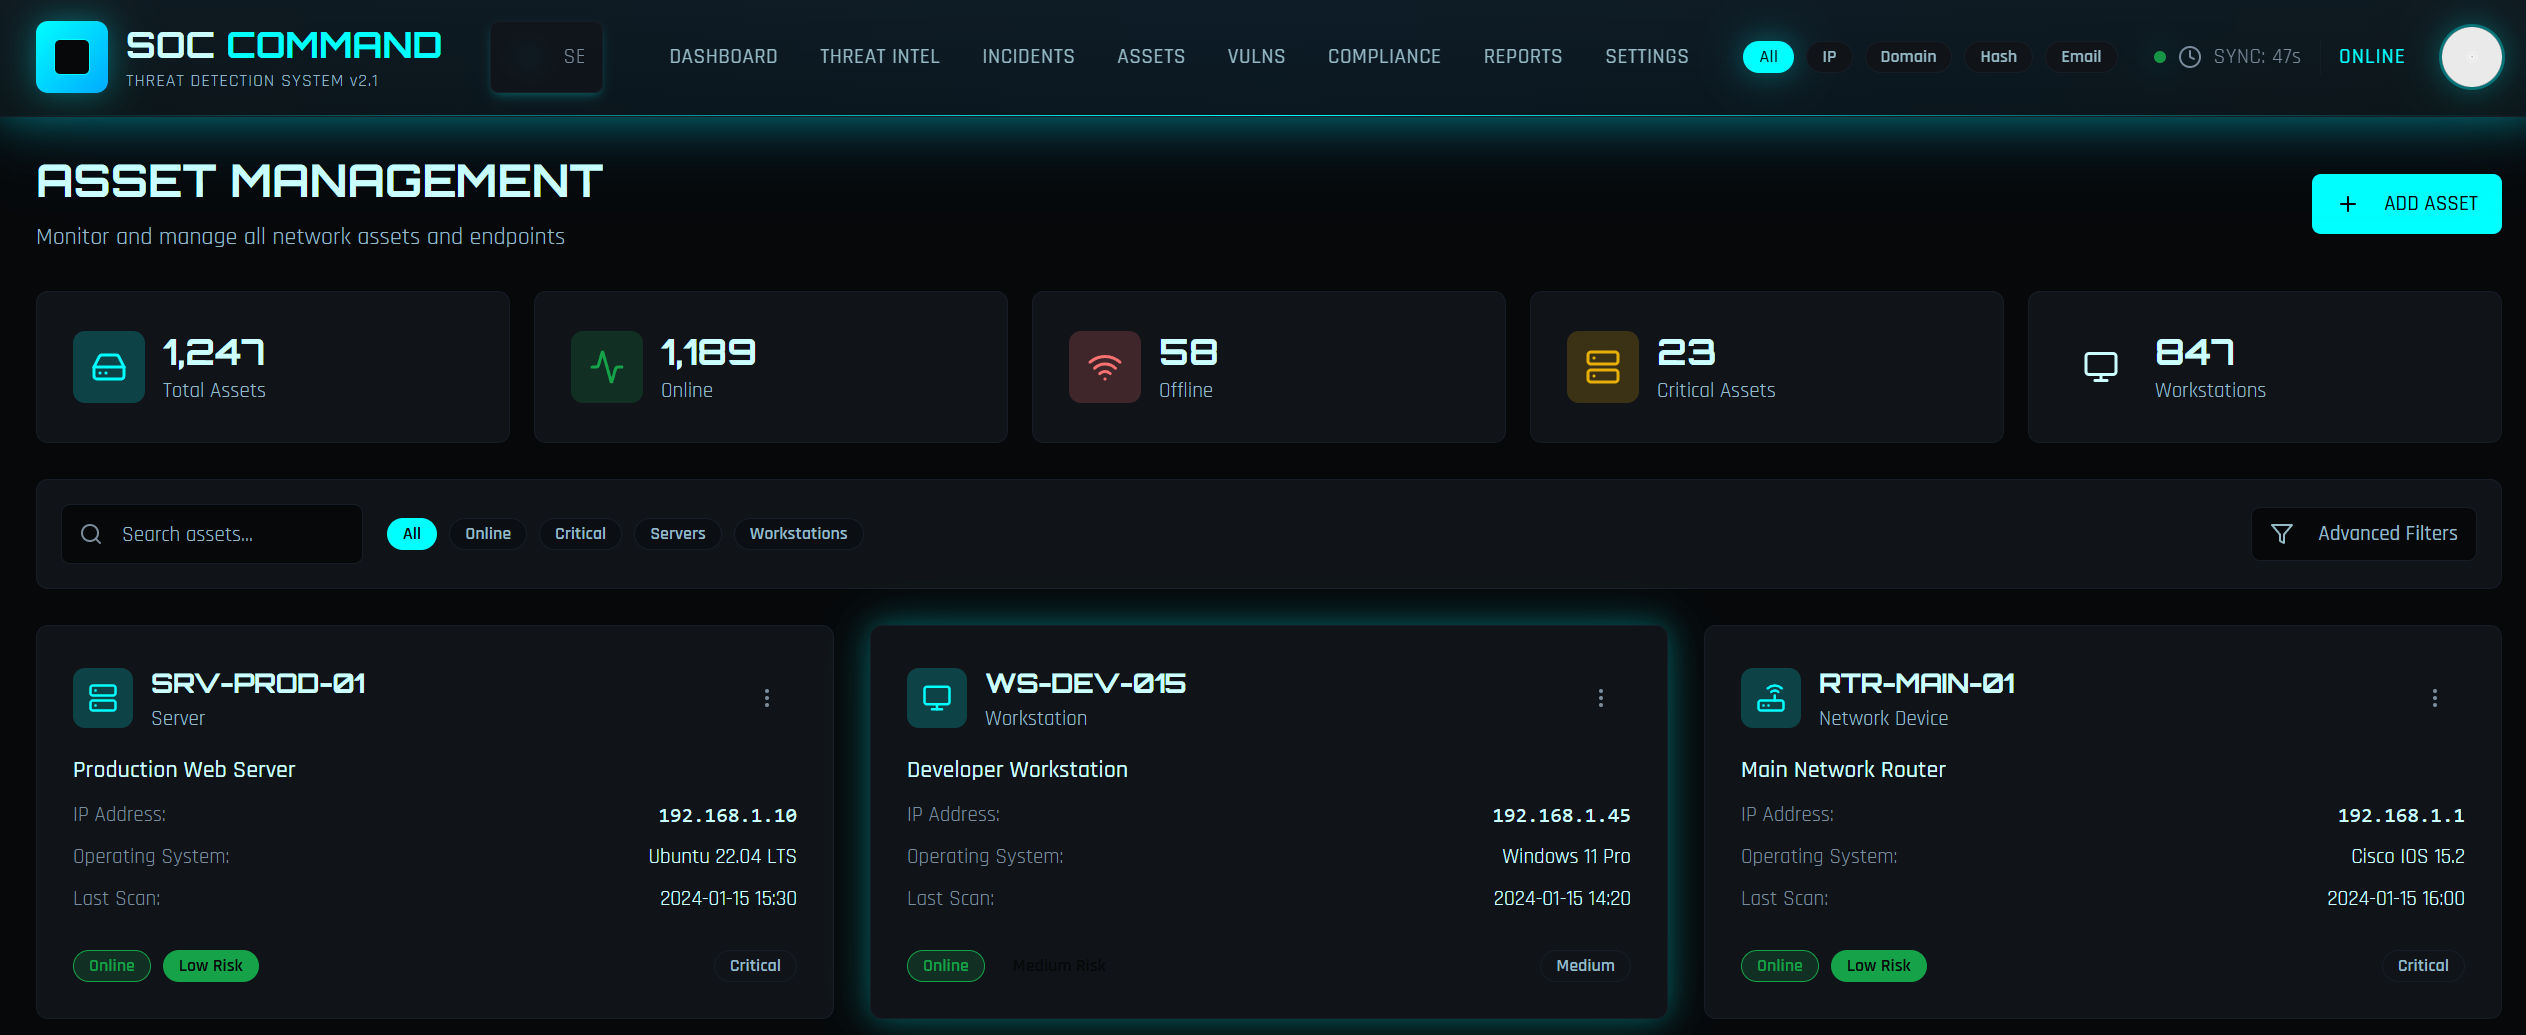 SOC COMMAND
THREAT DETECTION SYSTEM v2.1
SE
DASHBOARD THREAT INTEL INCIDENTS ASSETS VULNS COMPLIANCE REPORTS SETTINGS
All IP Domain Hash Email
SYNC: 47s
ONLINE
ASSET MANAGEMENT
Monitor and manage all network assets and endpoints
ADD ASSET
1,247
Total Assets
1,189
Online
58
Offline
23
Critical Assets
847
Workstations
Search assets...
All Online Critical Servers Workstations
Advanced Filters
SRV-PROD-01
Server
Production Web Server
IP Address: 192.168.1.10
Operating System: Ubuntu 22.04 LTS
Last Scan: 2024-01-15 15:30
Online Low Risk Critical
WS-DEV-015
Workstation
Developer Workstation
IP Address: 192.168.1.45
Operating System: Windows 11 Pro
Last Scan: 2024-01-15 14:20
Online Medium Risk Medium
RTR-MAIN-01
Network Device
Main Network Router
IP Address: 192.168.1.1
Operating System: Cisco IOS 15.2
Last Scan: 2024-01-15 16:00
Online Low Risk Critical